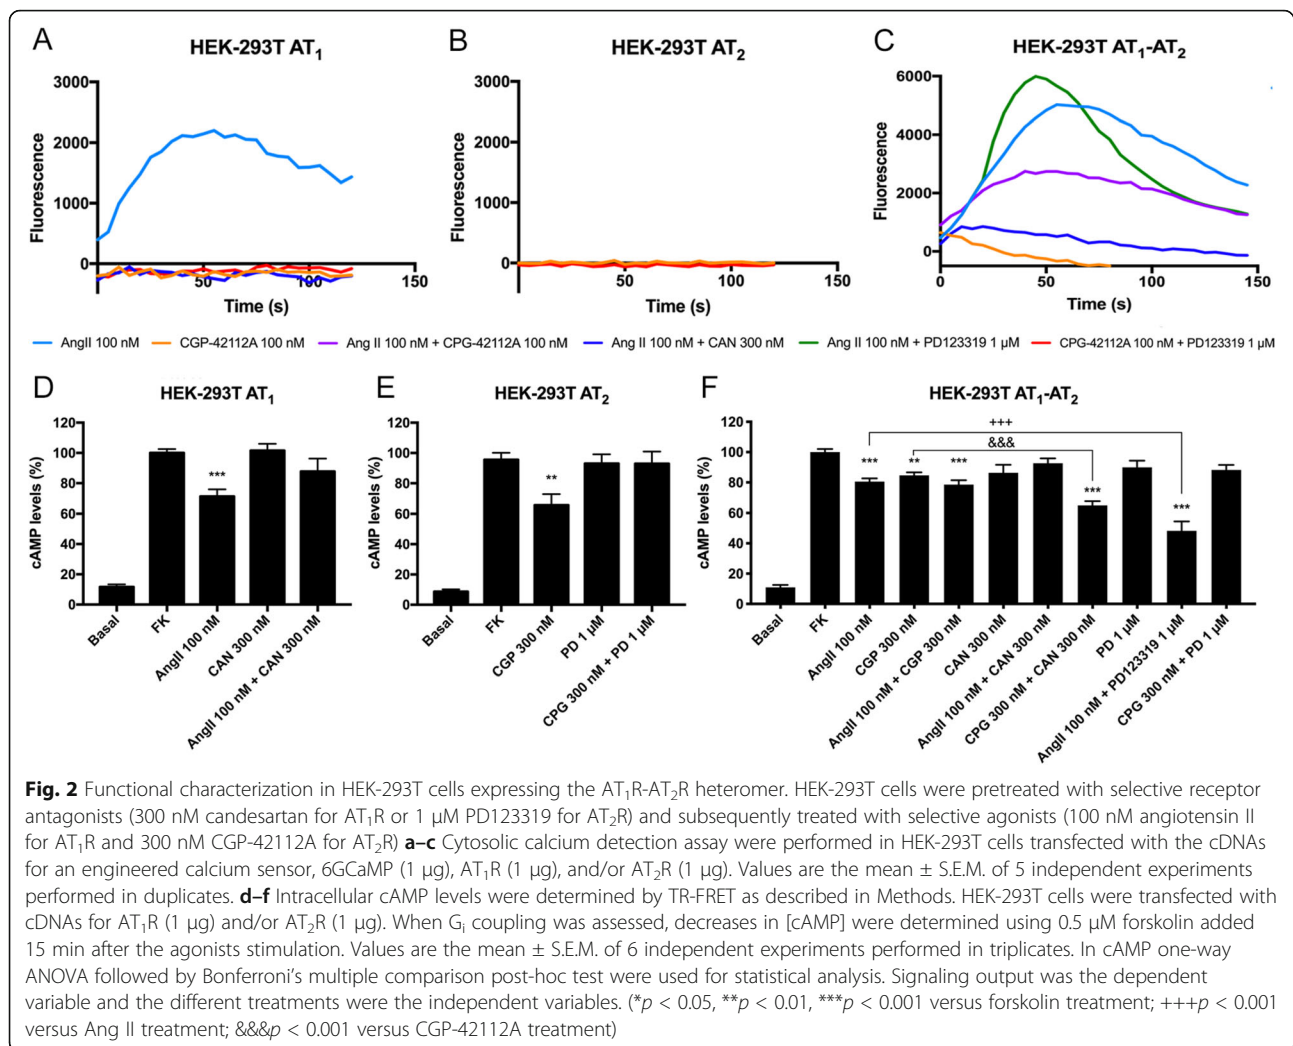 A
HEK-293T AT1
Fluorescence
3000
2000
1000
0
50
100
150
Time (s)
B
HEK-293T AT2
Fluorescence
3000
2000
1000
0
50
100
150
Time (s)
C
HEK-293T AT1-AT2
Fluorescence
6000
4000
2000
0
0
50
100
150
Time (s)
AngII 100 nM CGP-42112A 100 nM Ang II 100 nM + CPG-42112A 100 nM Ang II 100 nM + CAN 300 nM Ang II 100 nM + PD123319 1 µM CPG-42112A 100 nM + PD123319 1 µM
D
HEK-293T AT1
cAMP levels (%)
120
100
80
60
40
20
0
***
Basal
FK
AngII 100 nM
CAN 300 nM
AngII 100 nM + CAN 300 nM
E
HEK-293T AT2
cAMP levels (%)
120
100
80
60
40
20
0
**
Basal
FK
CGP 300 nM
PD 1 µM
CPG 300 nM + PD 1 µM
F
HEK-293T AT1-AT2
cAMP levels (%)
120
100
80
60
40
20
0
+++
&&&
*** ** *** *** ***
Basal
FK
AngII 100 nM
CGP 300 nM
AngII 100 nM + CGP 300 nM
CAN 300 nM
AngII 100 nM + CAN 300 nM
CPG 300 nM + CAN 300 nM
PD 1 µM
AngII 100 nM + PD123319 1 µM
CPG 300 nM + PD 1 µM
Fig. 2 Functional characterization in HEK-293T cells expressing the AT1R-AT2R heteromer. HEK-293T cells were pretreated with selective receptor
antagonists (300 nM candesartan for AT1R or 1 µM PD123319 for AT2R) and subsequently treated with selective agonists (100 nM angiotensin II
for AT1R and 300 nM CGP-42112A for AT2R) a–c Cytosolic calcium detection assay were performed in HEK-293T cells transfected with the cDNAs
for an engineered calcium sensor, 6GCaMP (1 µg), AT1R (1 µg), and/or AT2R (1 µg). Values are the mean ± S.E.M. of 5 independent experiments
performed in duplicates. d–f Intracellular cAMP levels were determined by TR-FRET as described in Methods. HEK-293T cells were transfected with
cDNAs for AT1R (1 µg) and/or AT2R (1 µg). When Gi coupling was assessed, decreases in [cAMP] were determined using 0.5 µM forskolin added
15 min after the agonists stimulation. Values are the mean ± S.E.M. of 6 independent experiments performed in triplicates. In cAMP one-way
ANOVA followed by Bonferroni's multiple comparison post-hoc test were used for statistical analysis. Signaling output was the dependent
variable and the different treatments were the independent variables. (*p < 0.05, **p < 0.01, ***p < 0.001 versus forskolin treatment; +++p < 0.001
versus Ang II treatment; &&&p < 0.001 versus CGP-42112A treatment)